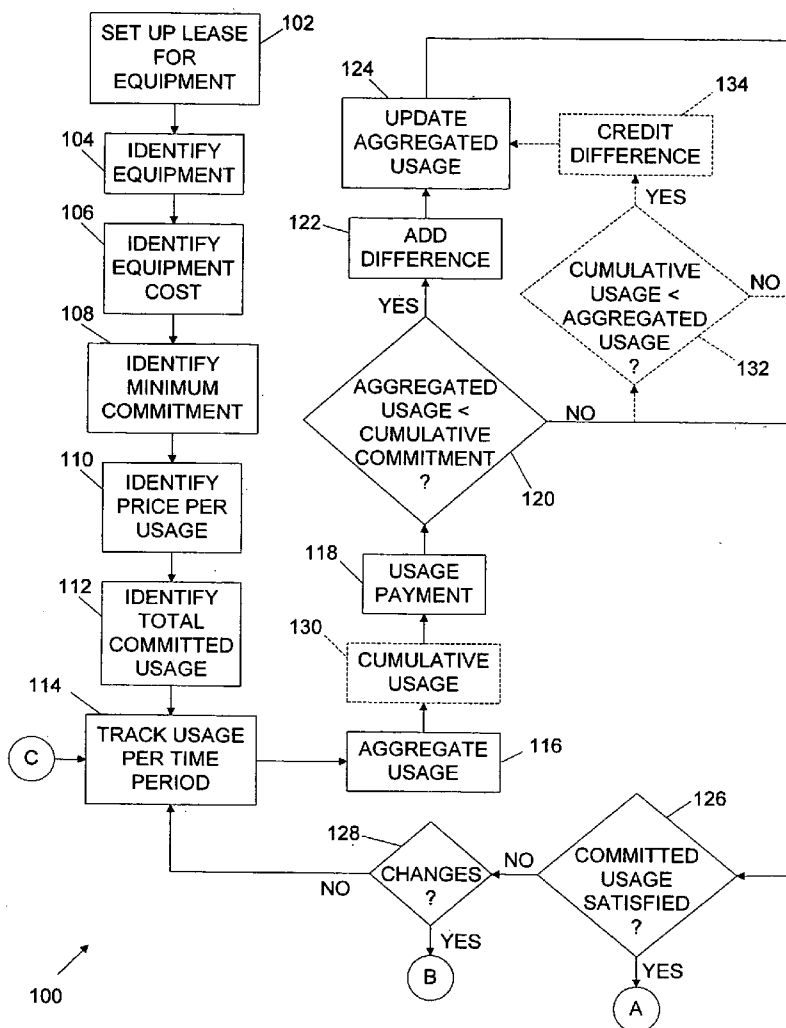 102
SET UP LEASE
FOR
EQUIPMENT
104
IDENTIFY
EQUIPMENT
106
IDENTIFY
EQUIPMENT
COST
108
IDENTIFY
MINIMUM
COMMITMENT
110
IDENTIFY
PRICE PER
USAGE
112
IDENTIFY
TOTAL
COMMITTED
USAGE
114
C
TRACK USAGE
PER TIME
PERIOD
AGGREGATE
USAGE
116
130
CUMULATIVE
USAGE
118
USAGE
PAYMENT
AGGREGATED
USAGE <
CUMULATIVE
COMMITMENT
?
120
YES
NO
122
ADD
DIFFERENCE
124
UPDATE
AGGREGATED
USAGE
CUMULATIVE
USAGE <
AGGREGATED
USAGE
?
132
NO
YES
134
CREDIT
DIFFERENCE
126
COMMITTED
USAGE
SATISFIED
?
NO
YES
A
128
CHANGES
?
NO
YES
B
100